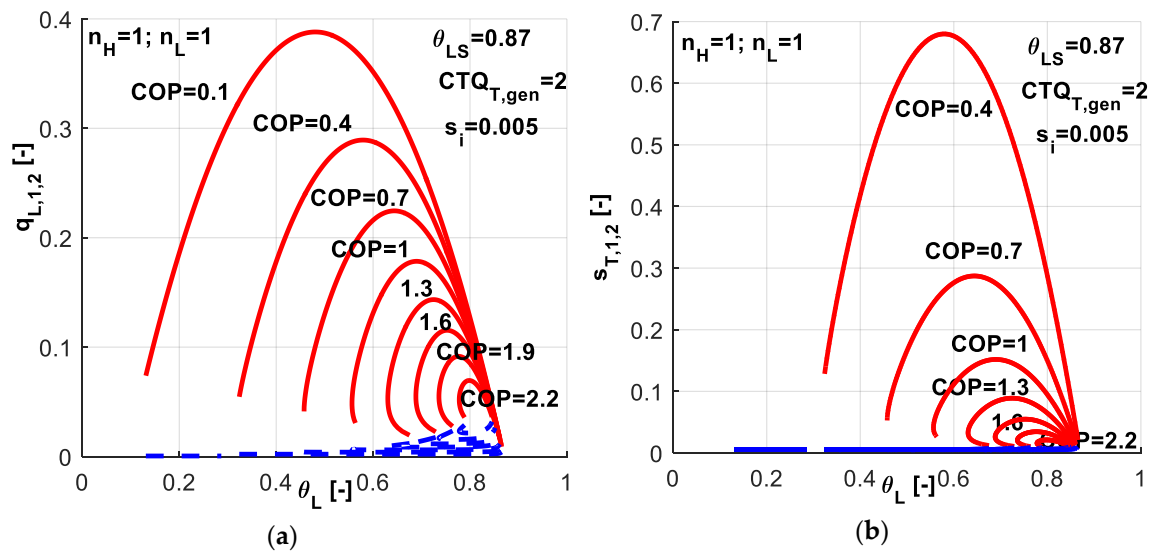 (a)
n_H=1; n_L=1
θ_LS=0.87
CTQ_T,gen=2
s_i=0.005
COP=0.1
COP=0.4
COP=0.7
COP=1
1.3
1.6
COP=1.9
COP=2.2
q_L,1,2 [-]
0.4
0.3
0.2
0.1
0
0 0.2 0.4 0.6 0.8 1
θ_L [-]
n_H=1; n_L=1
θ_LS=0.87
CTQ_T,gen=2
s_i=0.005
COP=0.4
COP=0.7
COP=1
COP=1.3
1.6
COP=2.2
s_T,1,2 [-]
0.7
0.6
0.5
0.4
0.3
0.2
0.1
0
0 0.2 0.4 0.6 0.8 1
θ_L [-]
(b)